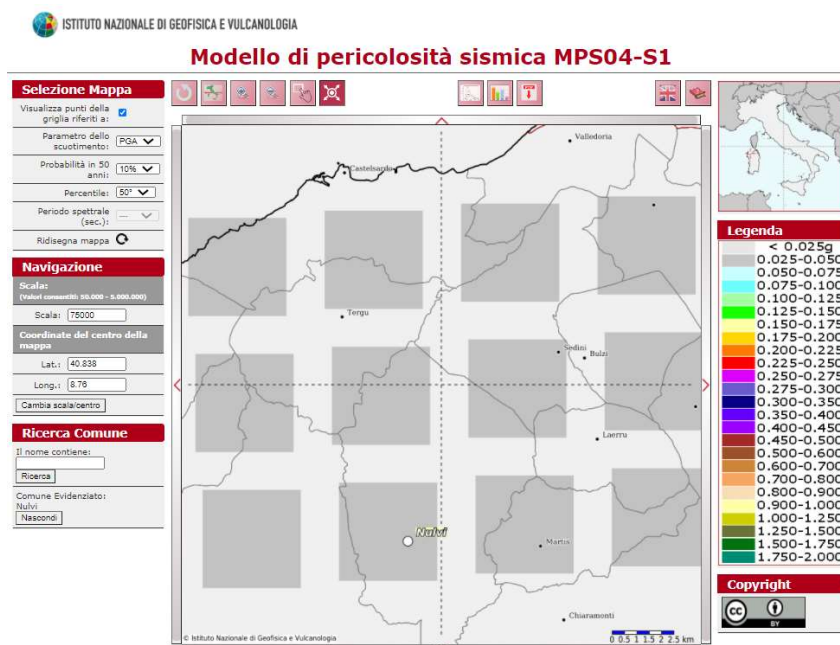 ISTITUTO NAZIONALE DI GEOFISICA E VULCANOLOGIA
Modello di pericolosità sismica MPS04-S1
Selezione Mappa
Visualizza punti della
griglia riferiti a:
Parametro dello
scuotimento: PGA
Probabilità in 50
anni: 10%
Percentile: 50°
Periodo spettrale
(sec.): ---
Ridisegna mappa
Navigazione
Scala:
(Valori consentiti: 50.000 - 5.000.000)
Scala: 75000
Coordinate del centro della
mappa
Lat.: 40.838
Long.: 8.76
Cambia scala/centro
Ricerca Comune
Il nome contiene:
Ricerca
Comune Evidenziato:
Nulvi
Nascondi
Valledoria
Castelsardo
Tergu
Sedini
Bulzi
Laerru
Nulvi
Martis
Chiaramonti
© Istituto Nazionale di Geofisica e Vulcanologia
0 0.5 1 1.5 2 2.5 km
Legenda
< 0.025g
0.025-0.050
0.050-0.075
0.075-0.100
0.100-0.125
0.125-0.150
0.150-0.175
0.175-0.200
0.200-0.225
0.225-0.250
0.250-0.275
0.275-0.300
0.300-0.350
0.350-0.400
0.400-0.450
0.450-0.500
0.500-0.600
0.600-0.700
0.700-0.800
0.800-0.900
0.900-1.000
1.000-1.250
1.250-1.500
1.500-1.750
1.750-2.000
Copyright
cc
BY